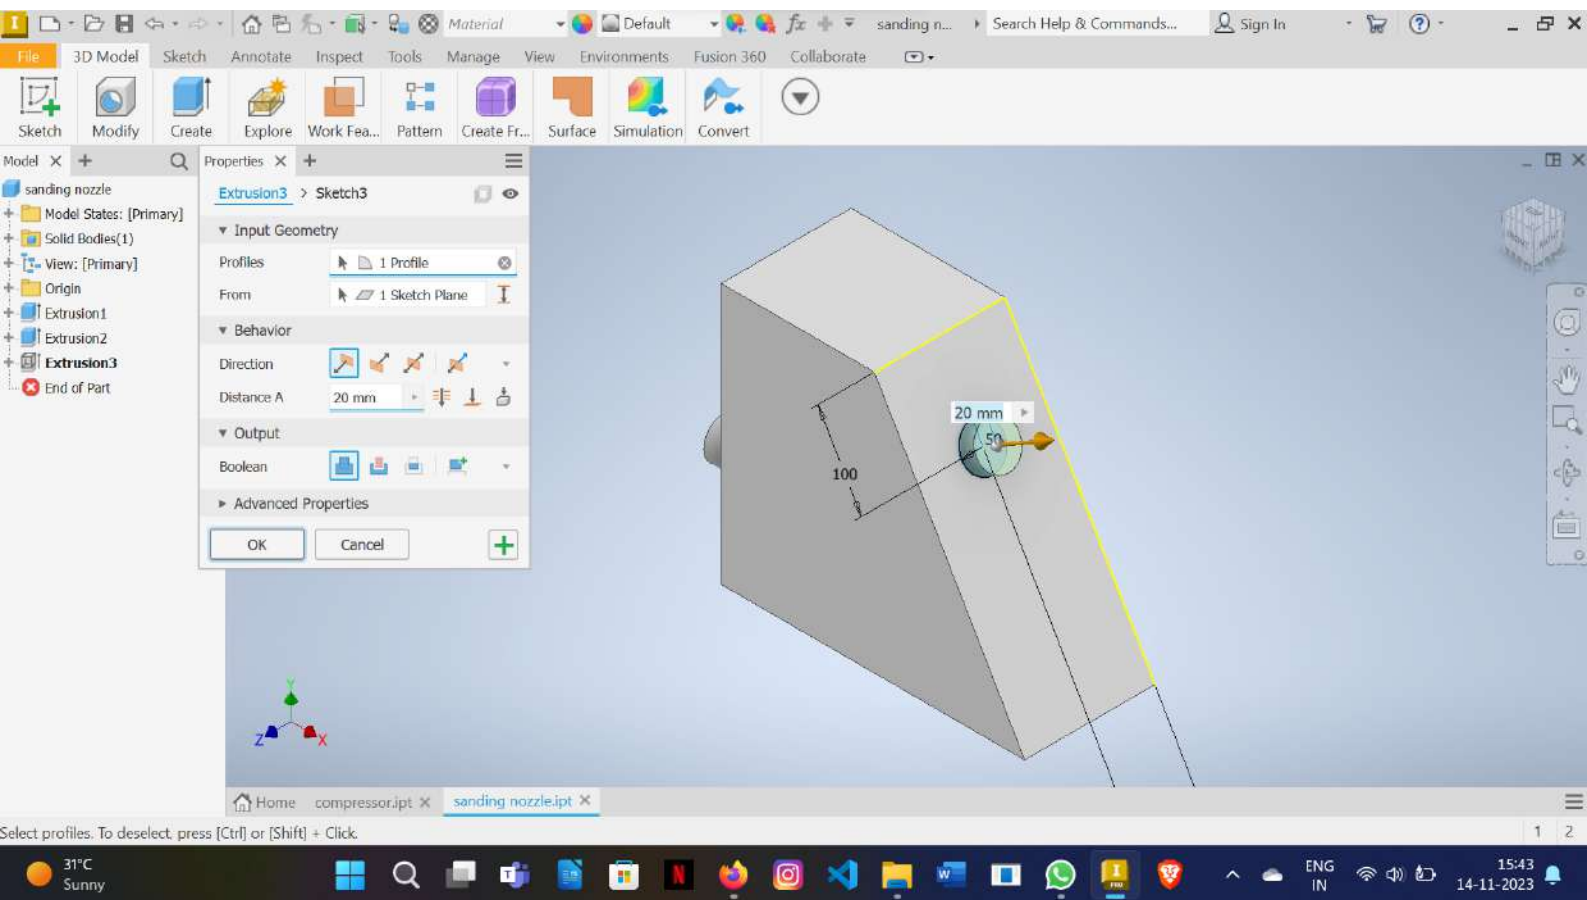 I Material Default fx sanding n... Search Help & Commands... Sign In ?
File 3D Model Sketch Annotate Inspect Tools Manage View Environments Fusion 360 Collaborate
Sketch Modify Create Explore Work Fea... Pattern Create Fr... Surface Simulation Convert
Model
sanding nozzle
Model States: [Primary]
Solid Bodies(1)
View: [Primary]
Origin
Extrusion1
Extrusion2
Extrusion3
End of Part
Properties
Extrusion3 > Sketch3
Input Geometry
Profiles 1 Profile
From 1 Sketch Plane
Behavior
Direction
Distance A 20 mm
Output
Boolean
Advanced Properties
OK Cancel
20 mm
50
100
Y
Z X
Home compressor.ipt sanding nozzle.ipt
Select profiles. To deselect, press [Ctrl] or [Shift] + Click.
1 2
31°C
Sunny
ENG
IN
15:43
14-11-2023